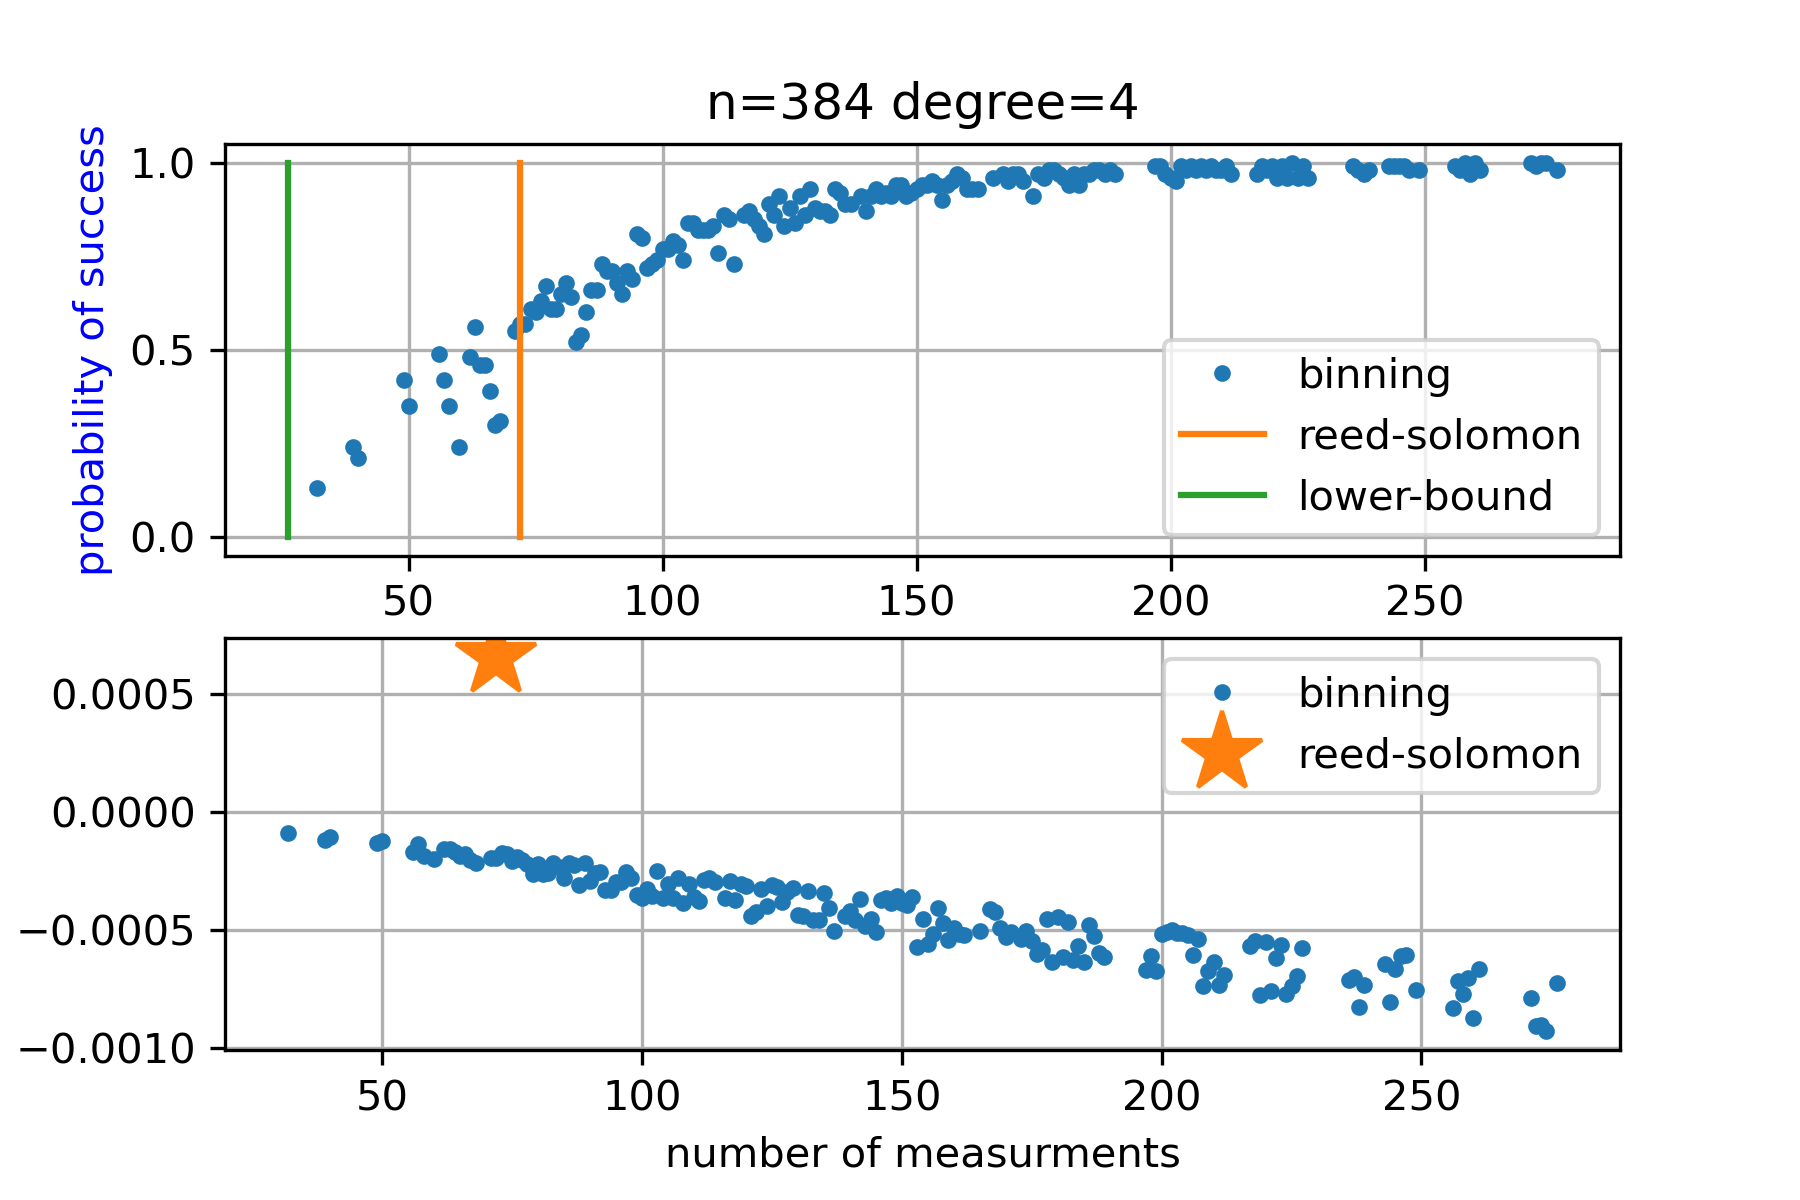 n=384 degree=4
probability of success
1.0
0.5
0.0
binning
reed-solomon
lower-bound
50 100 150 200 250
0.0005
0.0000
−0.0005
−0.0010
binning
reed-solomon
50 100 150 200 250
number of measurments